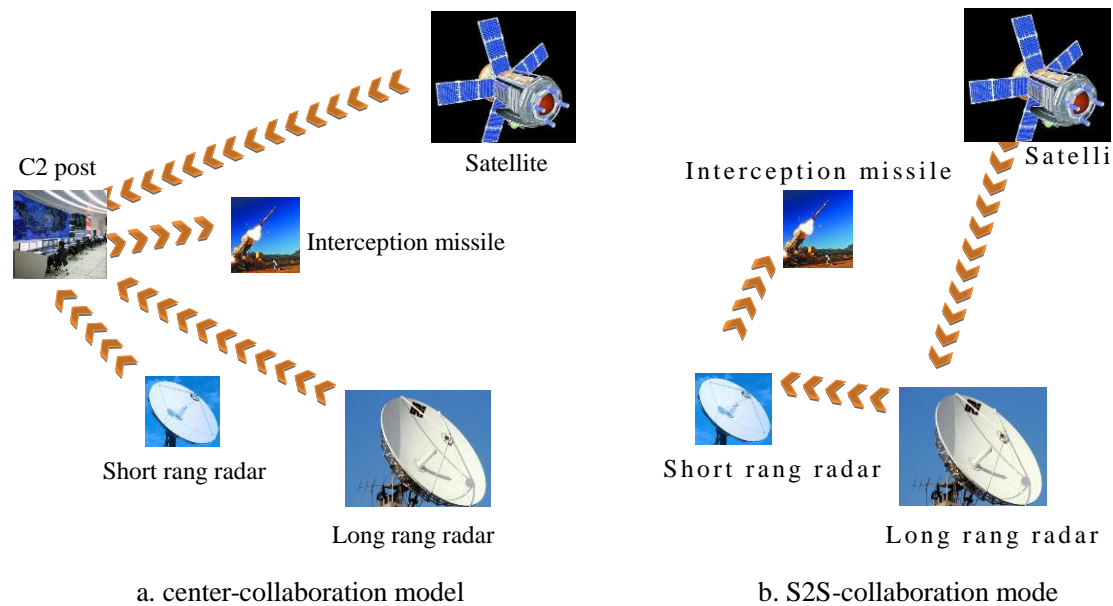 C2 post
Satellite
Interception missile
Short rang radar
Long rang radar
a. center-collaboration model
Satelli
Interception missile
Short rang radar
Long rang radar
b. S2S-collaboration mode